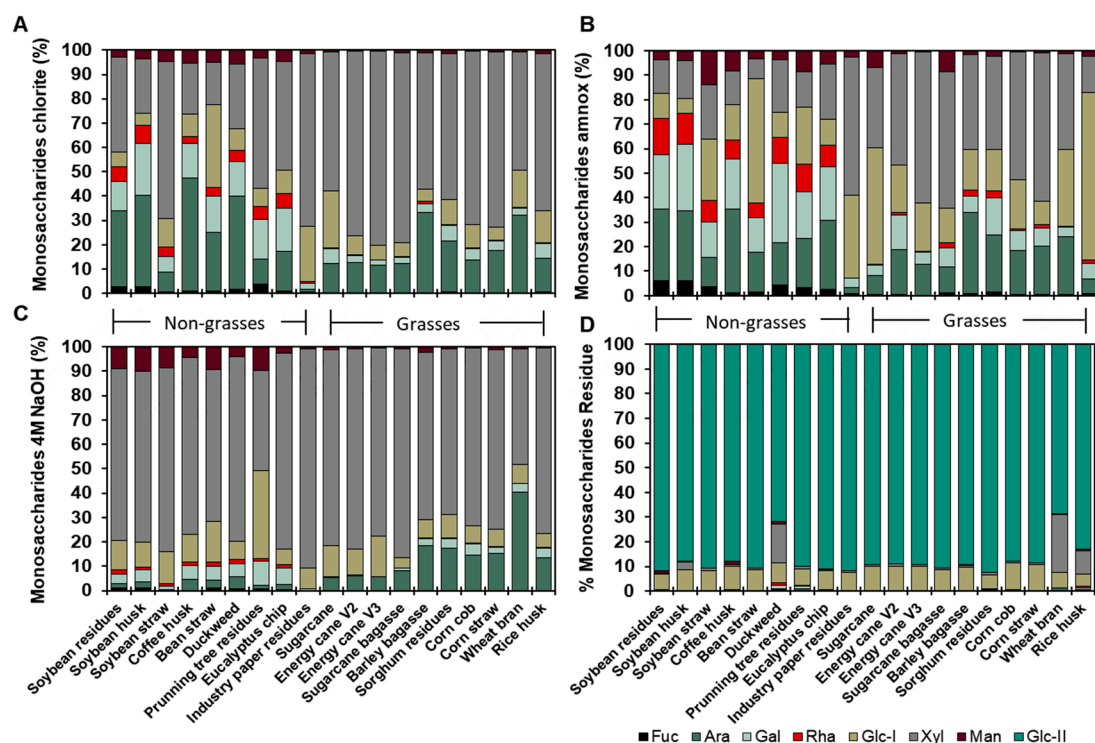 A
B
Monosaccharides chlorite (%)
100
90
80
70
60
50
40
30
20
10
0
Monosaccharides amnox (%)
100
90
80
70
60
50
40
30
20
10
0
Non-grasses
Grasses
Non-grasses
Grasses
C
D
Monosaccharides 4M NaOH (%)
100
90
80
70
60
50
40
30
20
10
0
% Monosaccharides Residue
100
90
80
70
60
50
40
30
20
10
0
Soybean residues
Soybean husk
Soybean straw
Coffee husk
Bean straw
Duckweed
Prunning tree residues
Eucalyptus chip
Industry paper residues
Sugarcane
Energy cane V2
Energy cane V3
Sugarcane bagasse
Barley bagasse
Sorghum residues
Corn cob
Corn straw
Wheat bran
Rice husk
Soybean residues
Soybean husk
Soybean straw
Coffee husk
Bean straw
Duckweed
Prunning tree residues
Eucalyptus chip
Industry paper residues
Sugarcane
Energy cane V2
Energy cane V3
Sugarcane bagasse
Barley bagasse
Sorghum residues
Corn cob
Corn straw
Wheat bran
Rice husk
Fuc Ara Gal Rha Glc-I Xyl Man Glc-II